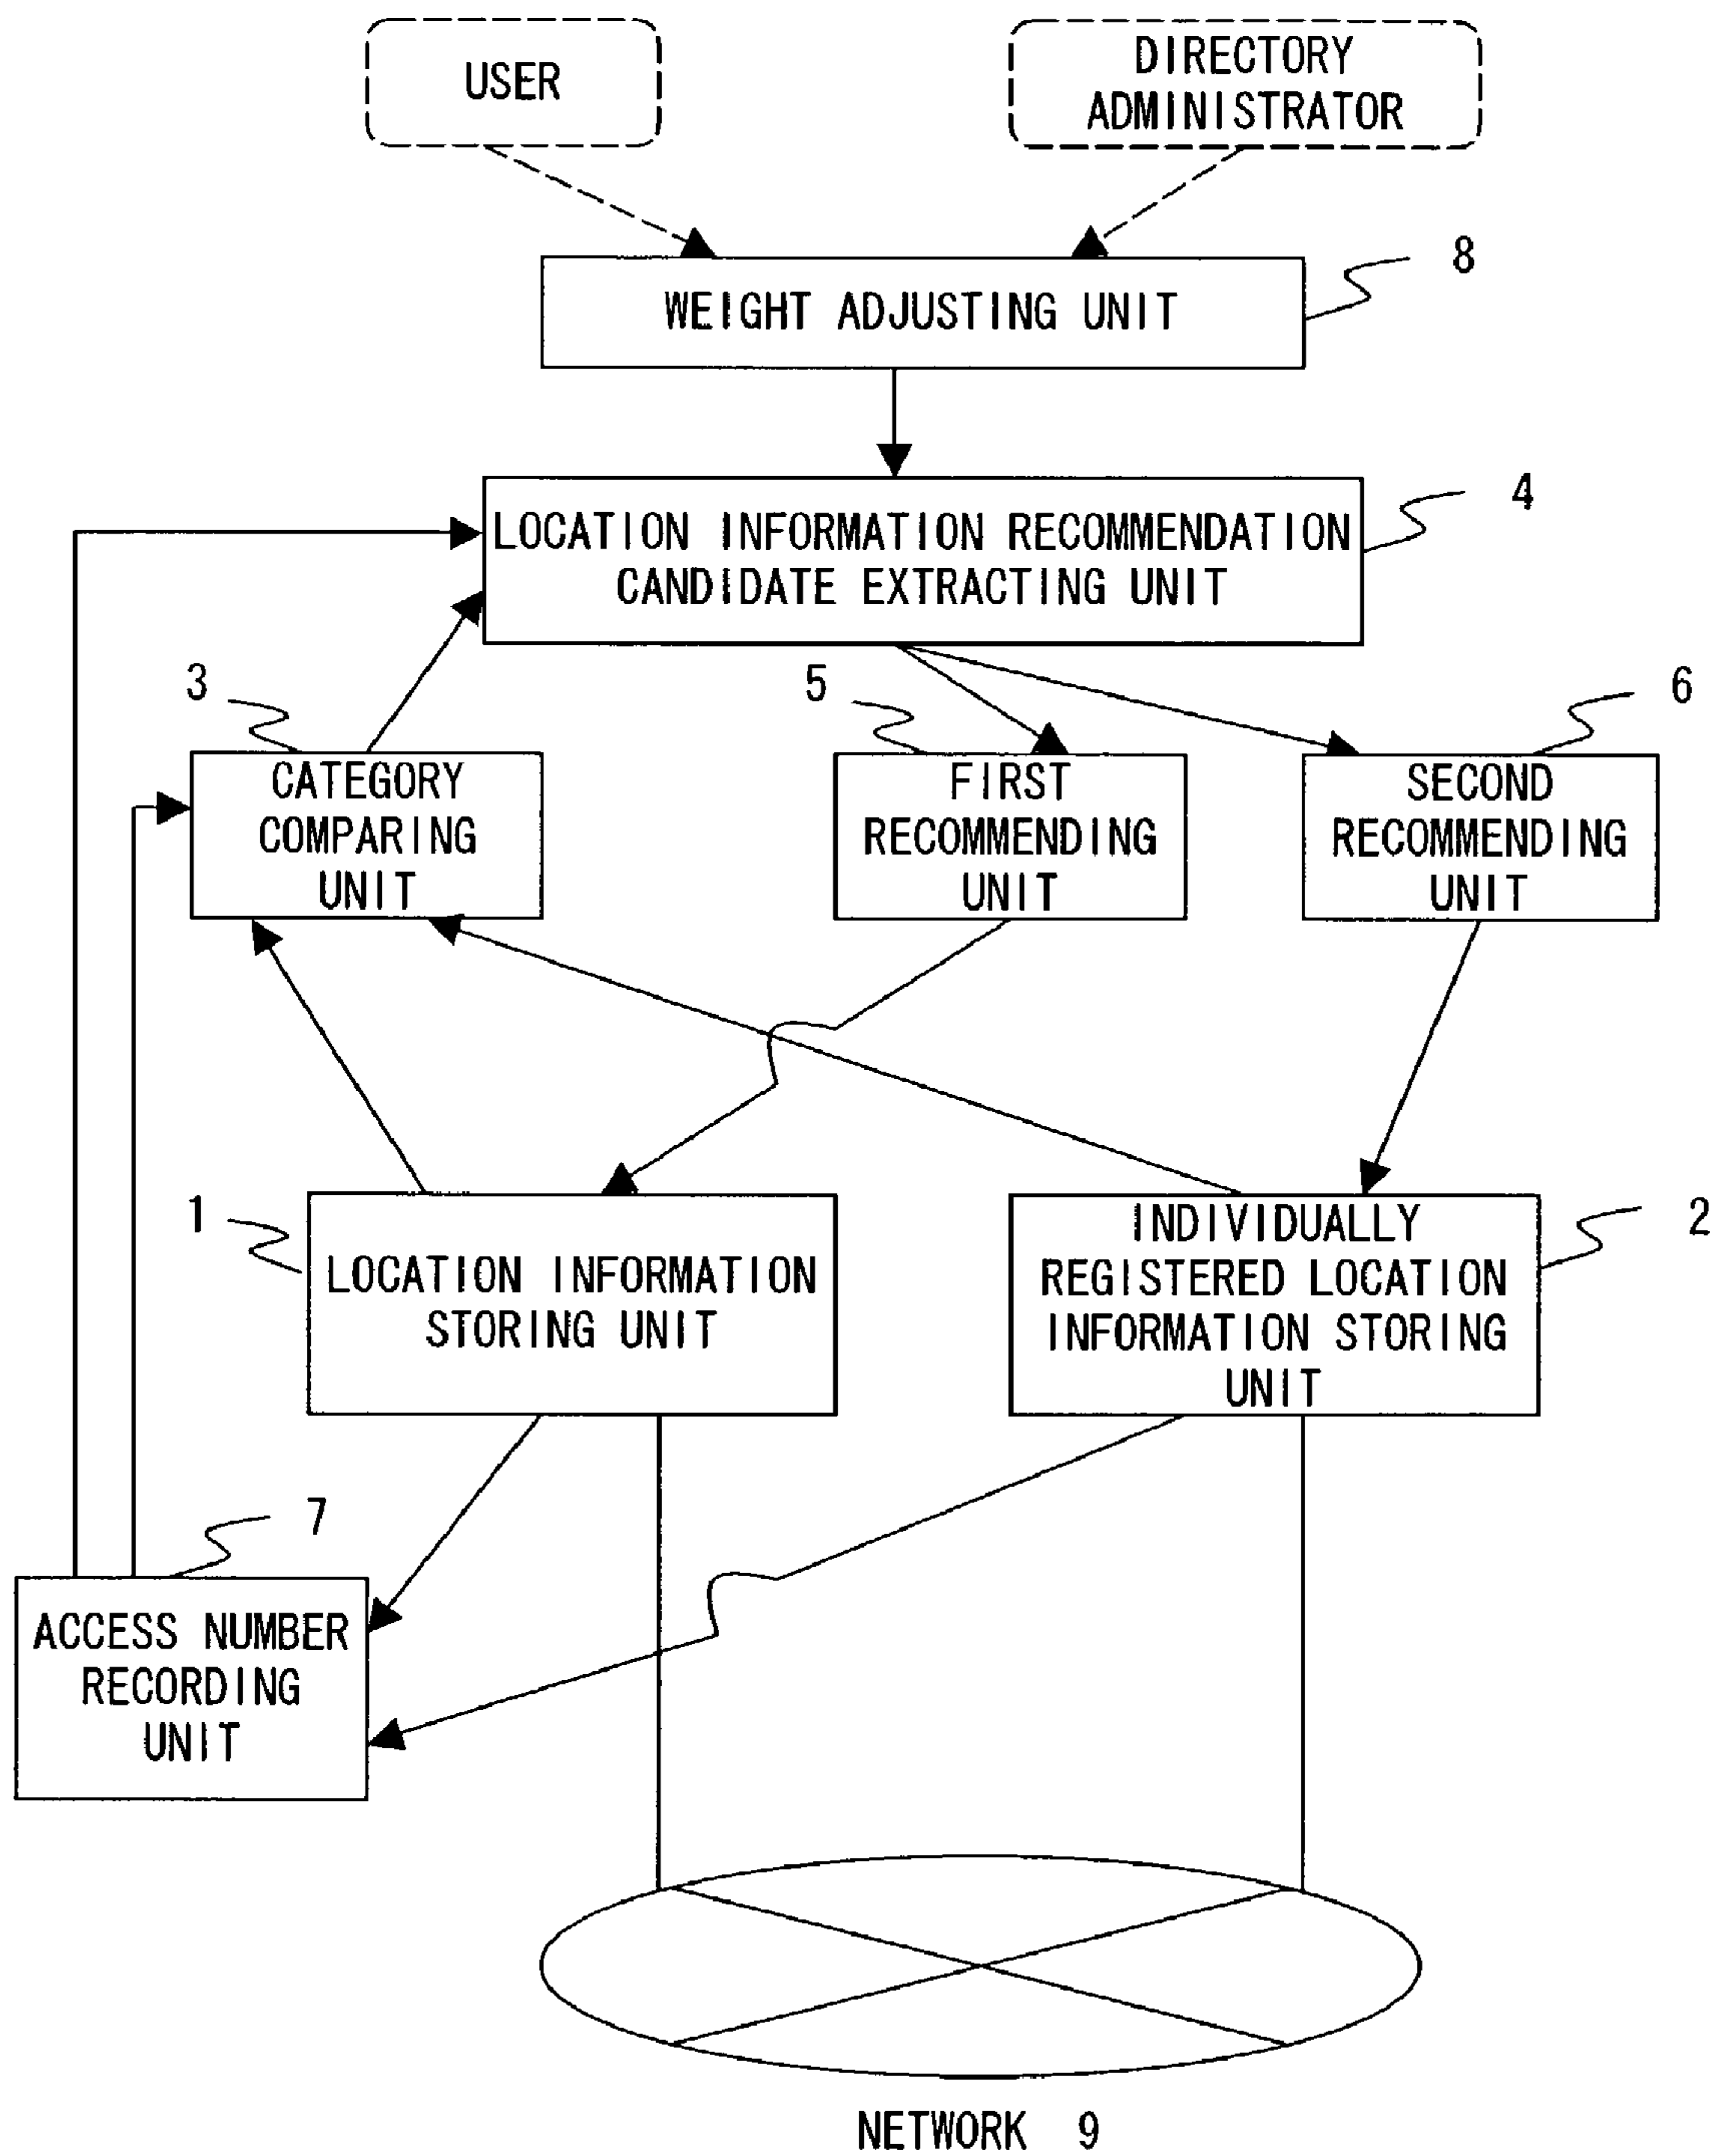 USER
DIRECTORY
ADMINISTRATOR
8
WEIGHT ADJUSTING UNIT
4
LOCATION INFORMATION RECOMMENDATION
CANDIDATE EXTRACTING UNIT
3
5
6
CATEGORY
COMPARING
UNIT
FIRST
RECOMMENDING
UNIT
SECOND
RECOMMENDING
UNIT
1
LOCATION INFORMATION
STORING UNIT
INDIVIDUALLY
REGISTERED LOCATION
INFORMATION STORING
UNIT
2
7
ACCESS NUMBER
RECORDING
UNIT
NETWORK 9